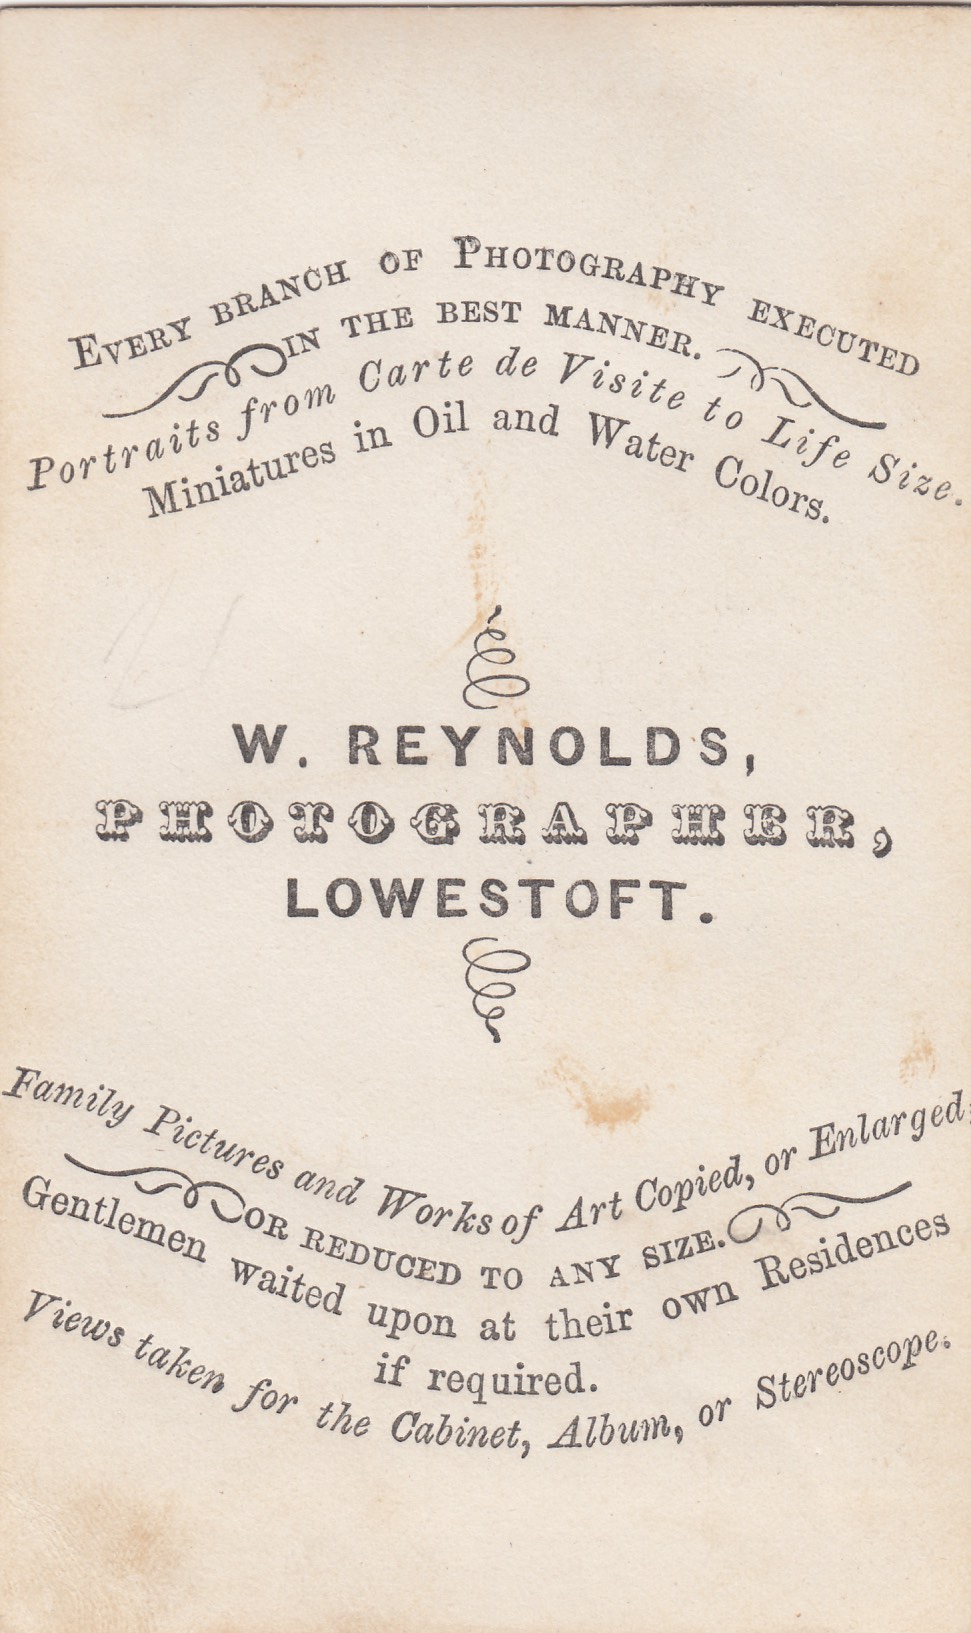 Every branch of Photography executed
in the best manner.
Portraits from Carte de Visite to Life Size.
Miniatures in Oil and Water Colors.
W. REYNOLDS,
PHOTOGRAPHER,
LOWESTOFT.
Family Pictures and Works of Art Copied, or Enlarged,
or reduced to any size.
Gentlemen waited upon at their own Residences
if required.
Views taken for the Cabinet, Album, or Stereoscope.